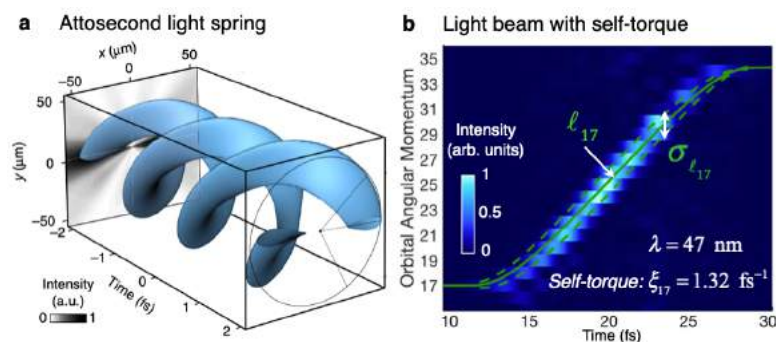 a Attosecond light spring
x (μm)
−50
0
50
50
y (μm)
0
−50
−2
−1
0
1
2
Time (fs)
Intensity
(a.u.)
0 1
b Light beam with self-torque
Orbital Angular Momentum
35
33
31
29
27
25
23
21
19
17
Intensity
(arb. units)
1
0.5
0
ℓ₁₇
σ_ℓ₁₇
λ = 47 nm
Self-torque: ξ₁₇ = 1.32 fs⁻¹
10 15 20 25 30
Time (fs)